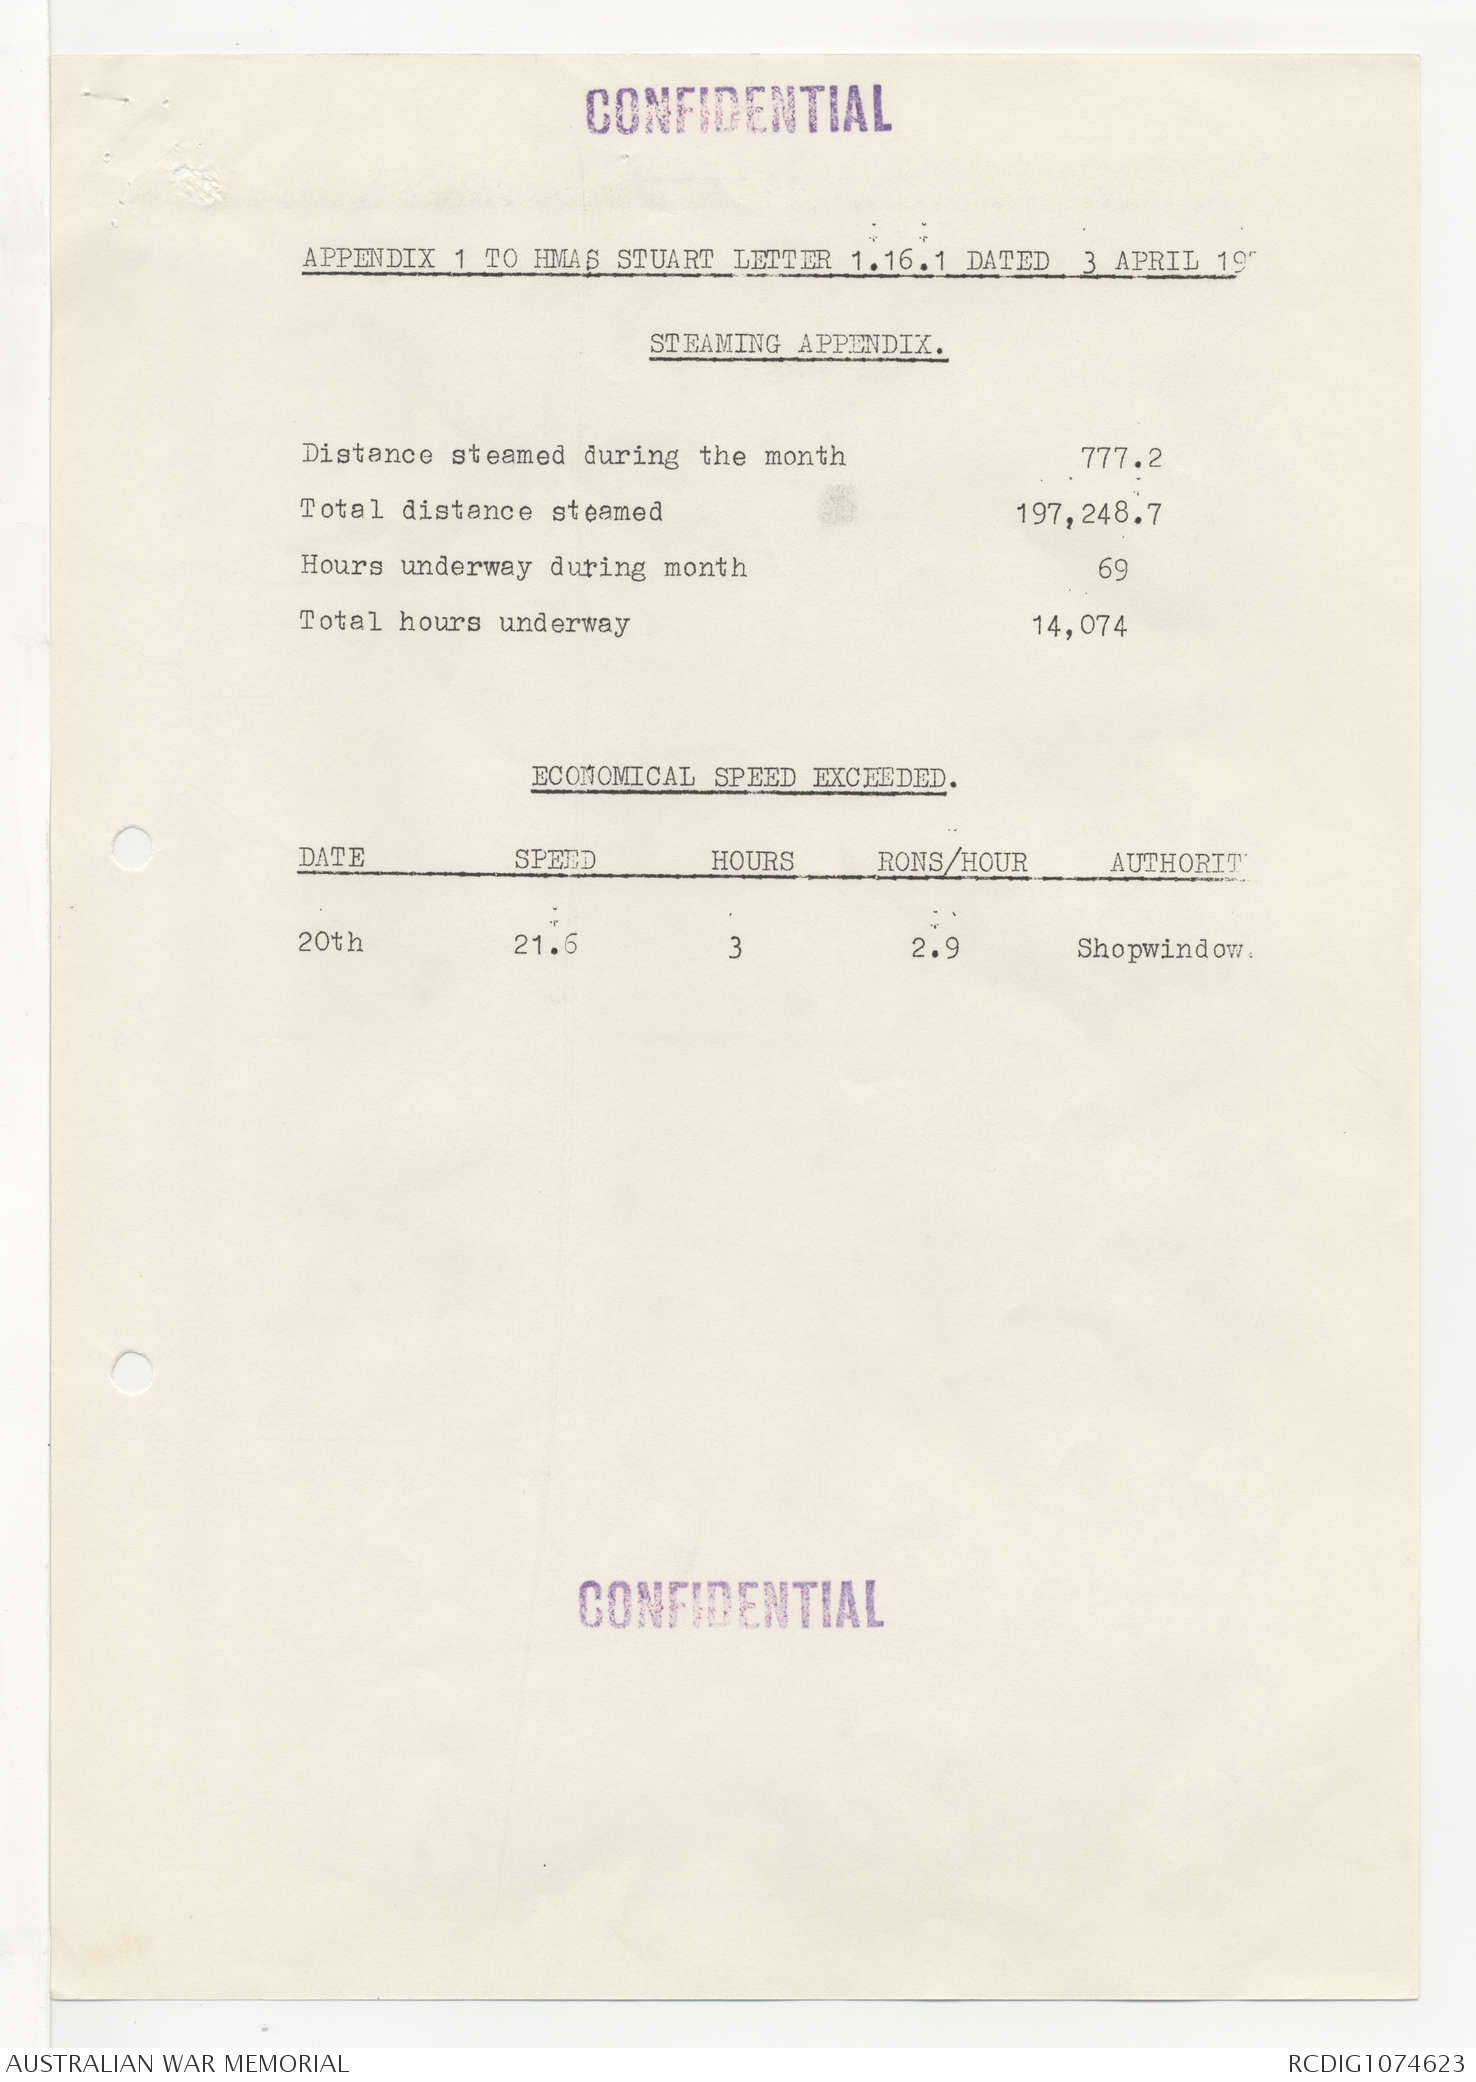 CONFIDENTIAL
APPENDIX 1 TO HMAS STUART LETTER 1.16.1 DATED 3 APRIL 19
STEAMING APPENDIX.
Distance steamed during the month 777.2
Total distance steamed 197,248.7
Hours underway during month 69
Total hours underway 14,074
ECONOMICAL SPEED EXCEEDED.
DATE SPEED HOURS RONS/HOUR AUTHORIT
20th 21.6 3 2.9 Shopwindow.
CONFIDENTIAL
AUSTRALIAN WAR MEMORIAL RCDIG1074623